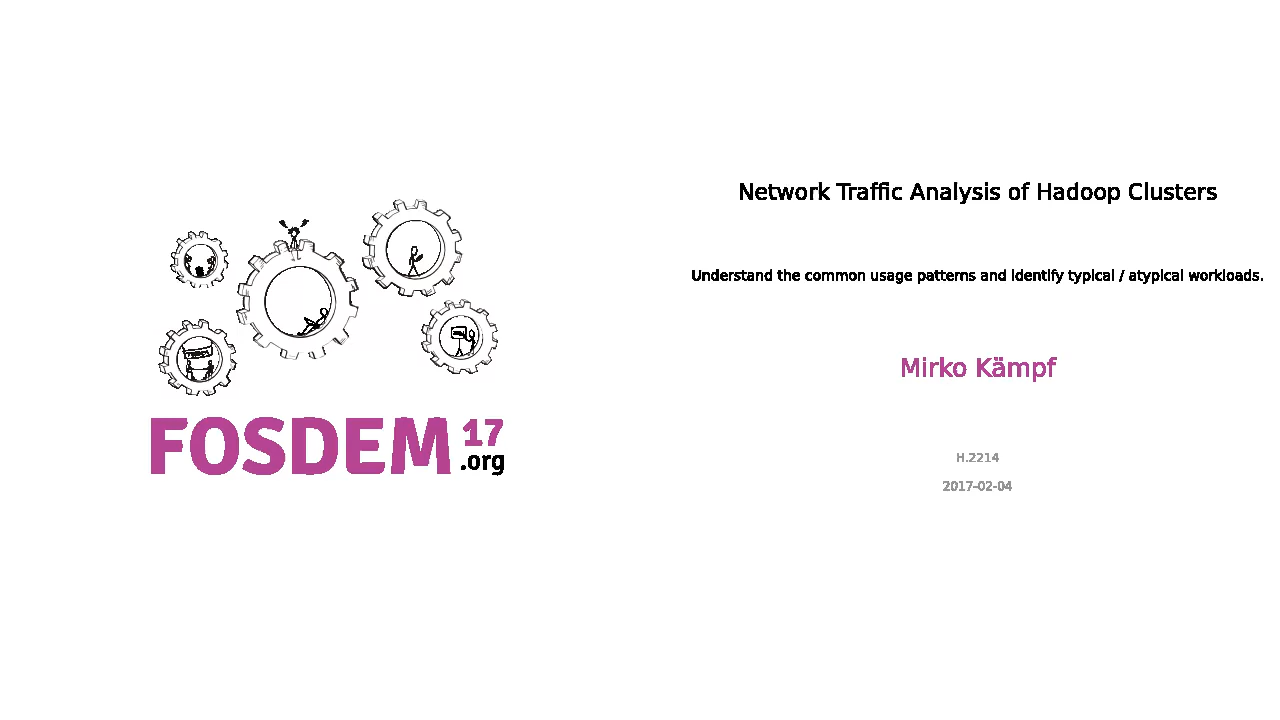 FOSDEM 17
.org
Network Traffic Analysis of Hadoop Clusters
Understand the common usage patterns and identify typical / atypical workloads.
Mirko Kämpf
H.2214
2017-02-04